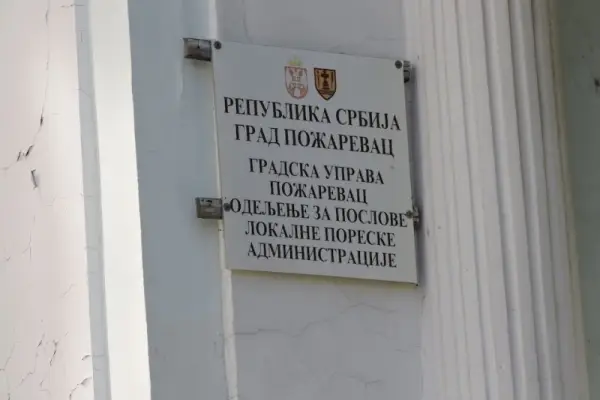 РЕПУБЛИКА СРБИЈА
ГРАД ПОЖАРЕВАЦ
ГРАДСКА УПРАВА
ПОЖАРЕВАЦ
ОДЕЉЕЊЕ ЗА ПОСЛОВЕ
ЛОКАЛНЕ ПОРЕСКЕ
АДМИНИСТРАЦИЈЕ